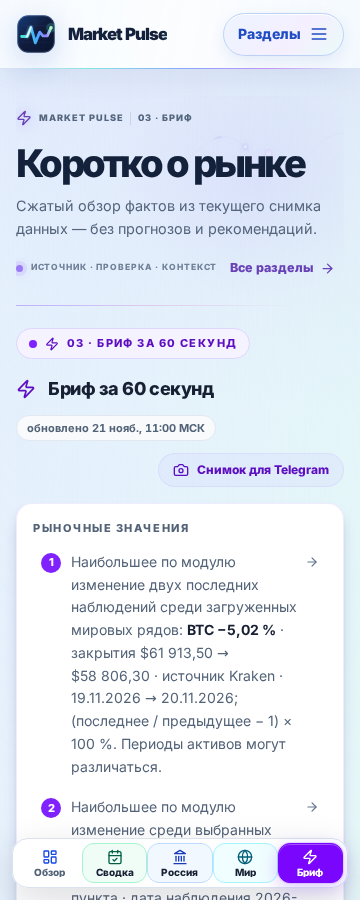 Market Pulse
Разделы
MARKET PULSE | 03 · БРИФ
Коротко о рынке
Сжатый обзор фактов из текущего снимка
данных — без прогнозов и рекомендаций.
ИСТОЧНИК · ПРОВЕРКА · КОНТЕКСТ
Все разделы →
03 · БРИФ ЗА 60 СЕКУНД
Бриф за 60 секунд
обновлено 21 нояб., 11:00 МСК
Снимок для Telegram
РЫНОЧНЫЕ ЗНАЧЕНИЯ
1 Наибольшее по модулю →
изменение двух последних
наблюдений среди загруженных
мировых рядов: BTC −5,02 % ·
закрытия $61 913,50 →
$58 806,30 · источник Kraken ·
19.11.2026 → 20.11.2026;
(последнее / предыдущее − 1) ×
100 %. Периоды активов могут
различаться.
2 Наибольшее по модулю →
изменение среди выбранных
Обзор
Сводка
Россия
Мир
Бриф
пункта · дата наблюдения 2026-